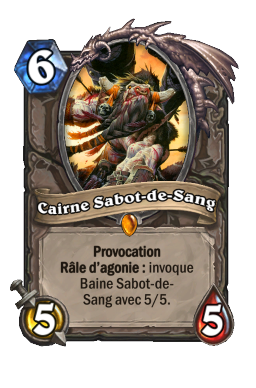 6
Cairne Sabot-de-Sang
Provocation
Râle d’agonie : invoque
Baine Sabot-de-
Sang avec 5/5.
5
5